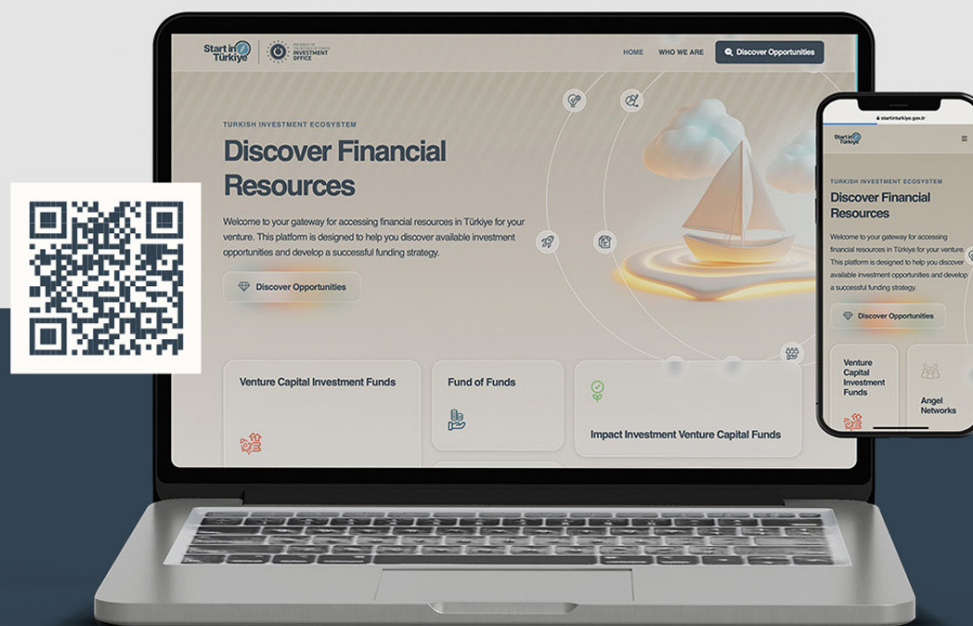 Start in
Türkiye
INVESTMENT
OFFICE
HOME
WHO WE ARE
Discover Opportunities
TURKISH INVESTMENT ECOSYSTEM
Discover Financial
Resources
Welcome to your gateway for accessing financial resources in Türkiye for your
venture. This platform is designed to help you discover available investment
opportunities and develop a successful funding strategy.
Discover Opportunities
Venture Capital Investment Funds
Fund of Funds
Impact Investment Venture Capital Funds
startinturkiye.gov.tr
Start in
Türkiye
TURKISH INVESTMENT ECOSYSTEM
Discover Financial
Resources
Welcome to your gateway for accessing
financial resources in Türkiye for your venture.
This platform is designed to help you discover
available investment opportunities and develop
a successful funding strategy.
Discover Opportunities
Venture
Capital
Investment
Funds
Angel
Networks